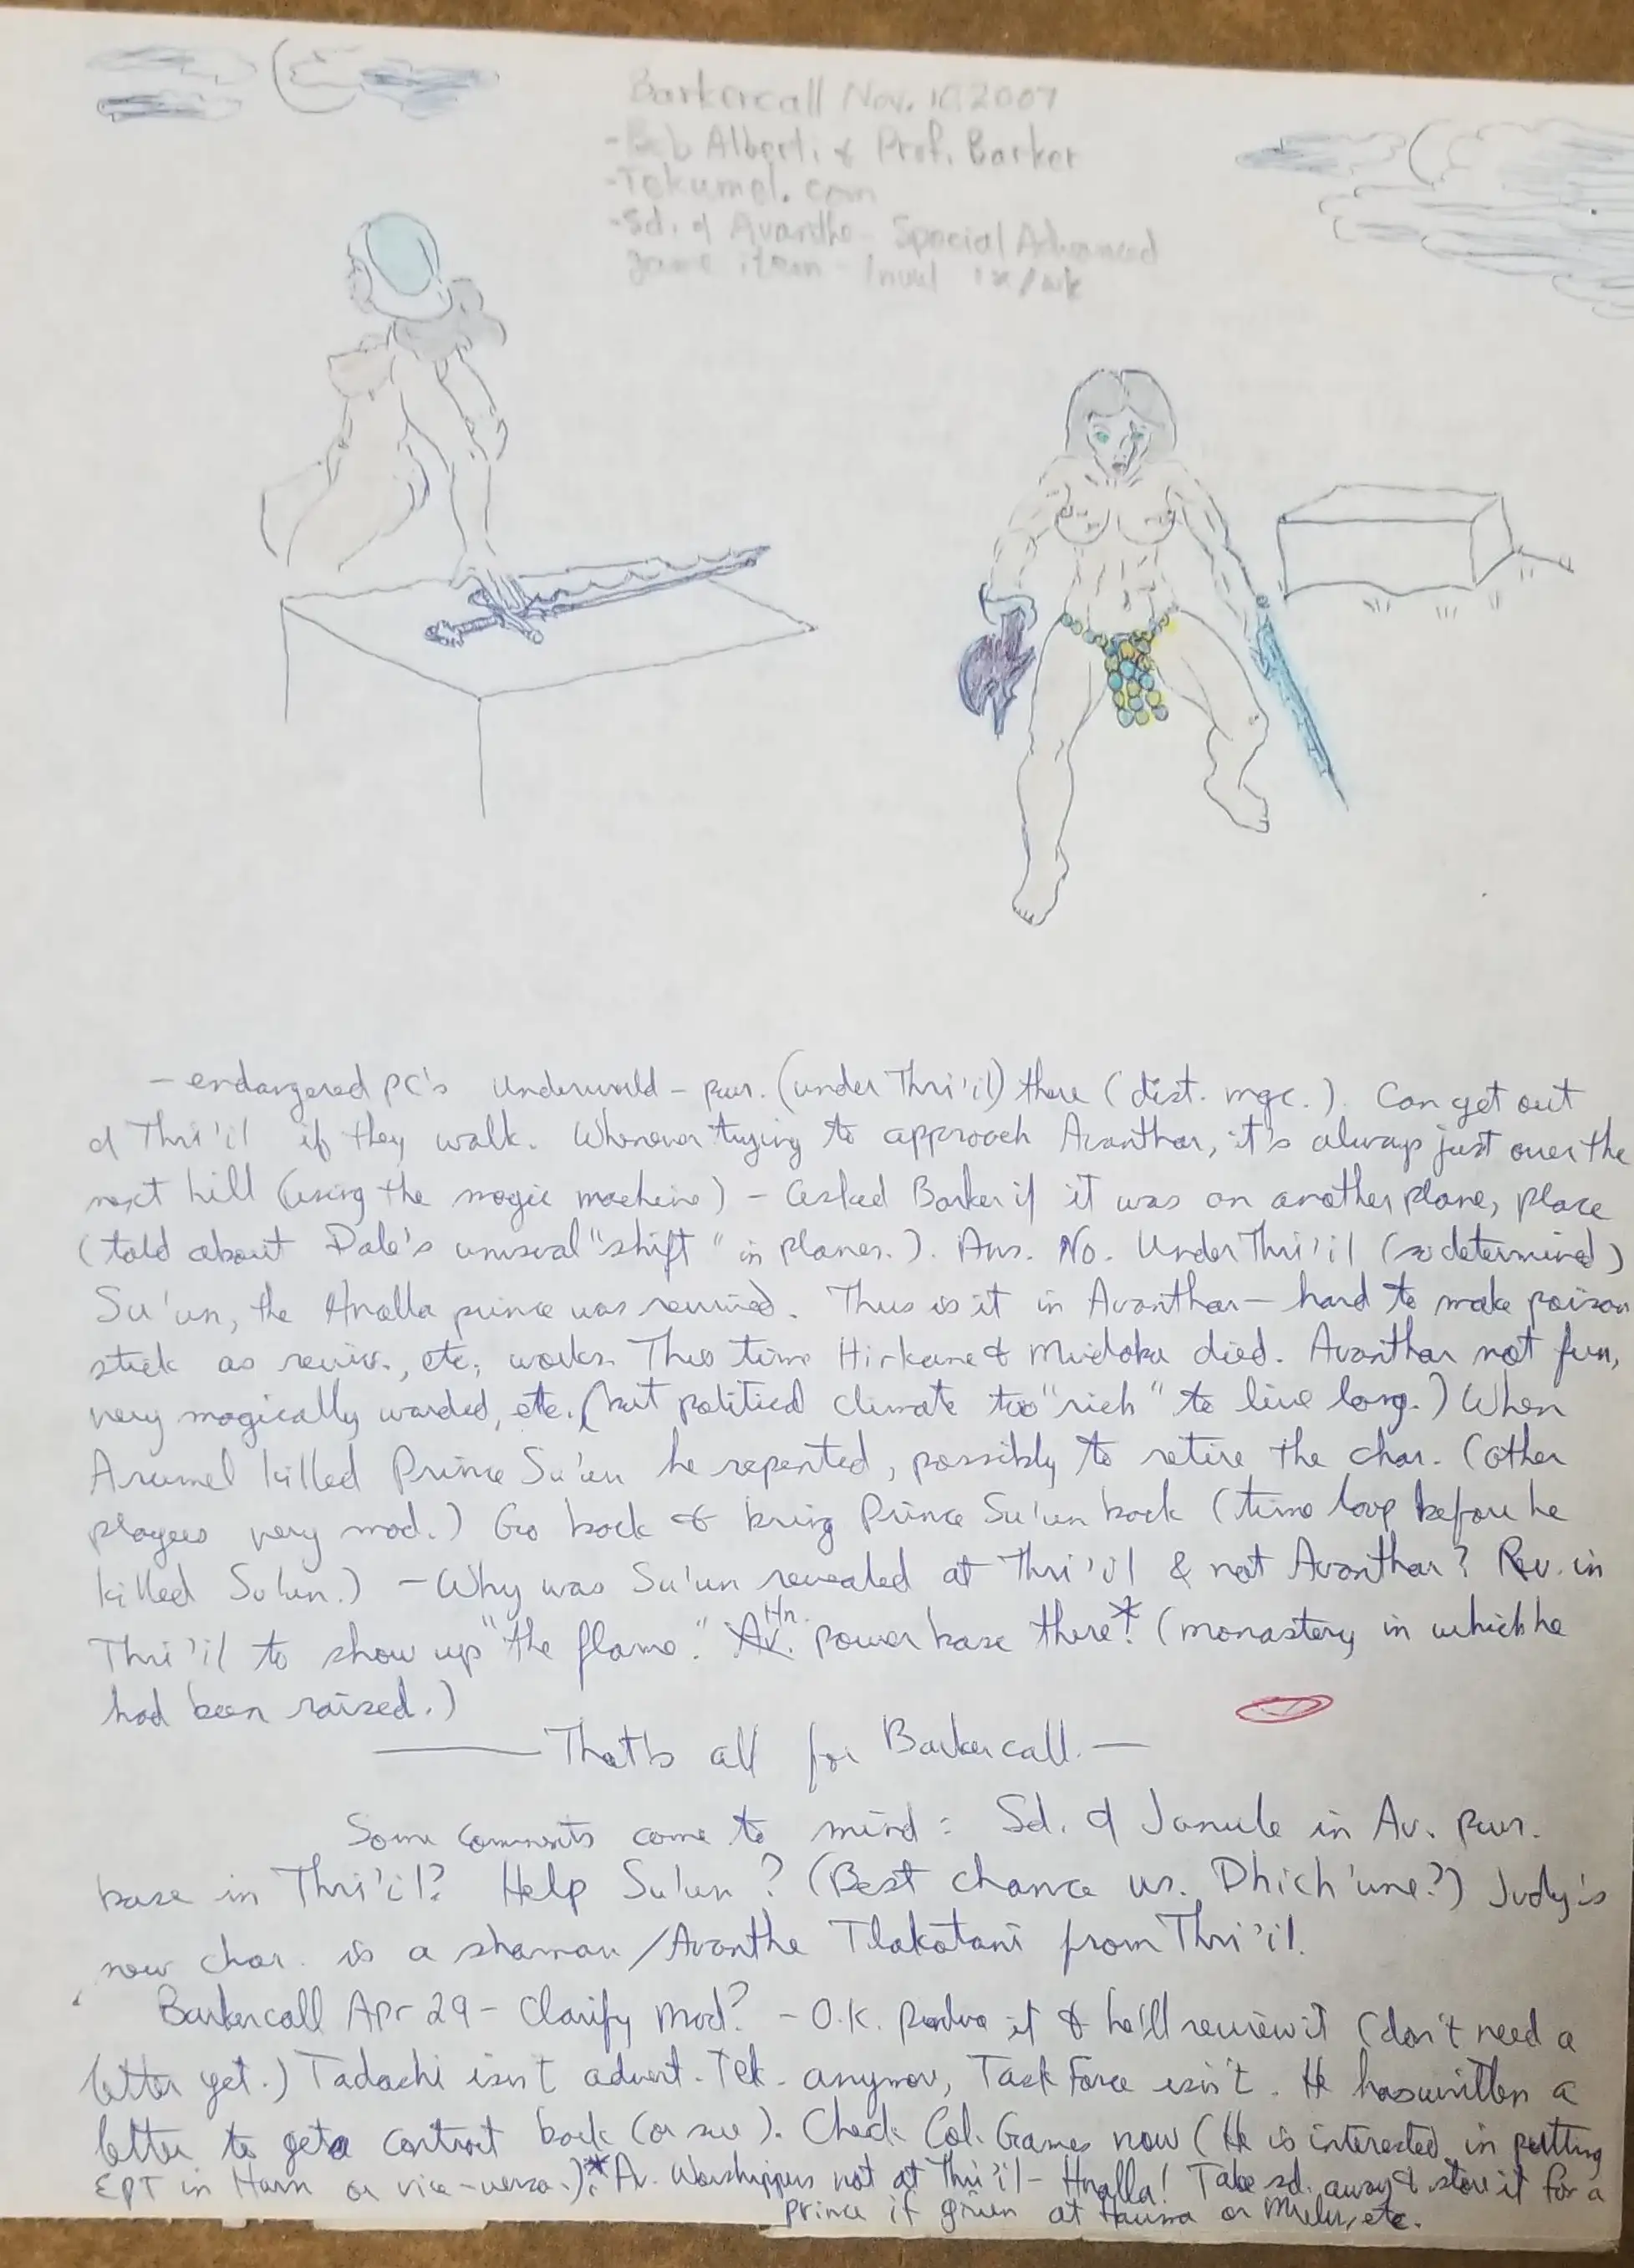 Barkercall Nov. 10 2007
- Bob Alberti & Prof. Barker
- Tekumel.com
- Sd. of Avanthe - Special Advanced
game item - 1x/wk
- endangered PC's Underworld - pwr. (under Thri'il) there (dist. mgc.). Can get out
of Thri'il if they walk. Whenever trying to approach Avanthar, it's always just over the
next hill (using the magic machine) - asked Barker if it was on another plane, place
(told about Dale's unusual "shift" in planes.). Ans. No. Under Thri'il (so determined)
Su'un, the Hnalla prince was revived. Thus is it in Avanthar - hard to make poison
stick as reviv., etc, works. This time Hirkane & died. Avanthar not fun,
very magically warded, etc. (but political climate too "rich" to live long.) When
Arumel killed Prince Su'un he repented, possibly to retire the char. (other
players very mad.) Go back & bring Prince Su'un back (time loop before he
killed Su'un.) - Why was Su'un revealed at Thri'il & not Avanthar? Rev. in
Thri'il to show up "the flame." Av. Hn. power base there*! (monastery in which he
had been raised.)
— That's all for Barkercall. —
Some comments come to mind: Sd. of in Av. pwr.
base in Thri'il? Help Su'un? (Best chance vs. Dhich'une?) Judy's
new char. is a shaman/Avanthe Tlakotani from Thri'il.
Barkercall Apr 29 - Clarify Mod? - O.K. it & he'll review it (don't need a
letter yet.) Tadashi isn't advert. Tek. anymor, Task Force isn't. He has written a
letter to get a contract back (or sue). Check Col. Games now (He is interested in putting
EPT in Harn or vice-versa.). *Av. Worshippers not at Thri'il - Hnalla! Take sd. away & store it for a
prince if given at Hauma or etc.